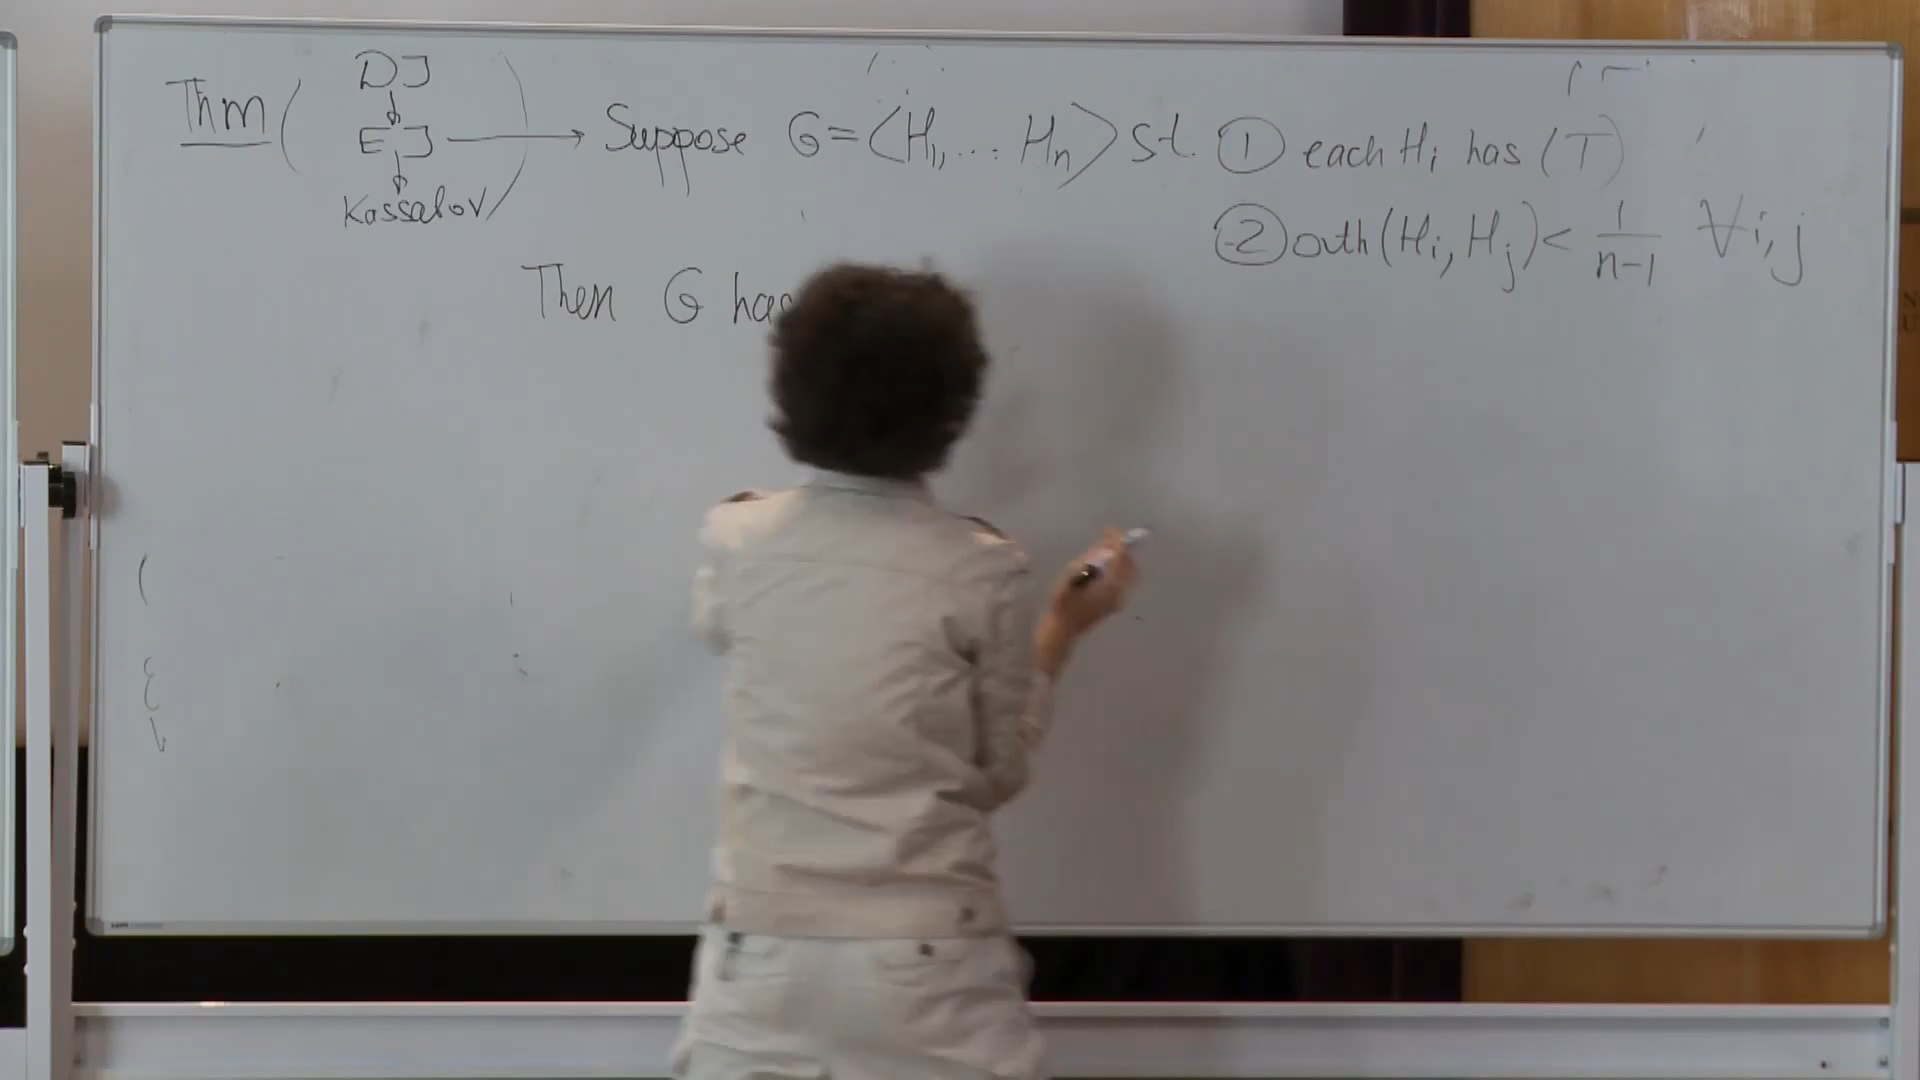 Thm ( DJ ↓ EJ ↓ Kassabov ) → Suppose G = ⟨H₁, ... Hₙ⟩ st. ① each Hᵢ has (T)
② orth(Hᵢ, Hⱼ) < 1/(n-1) ∀i,j
Then G has